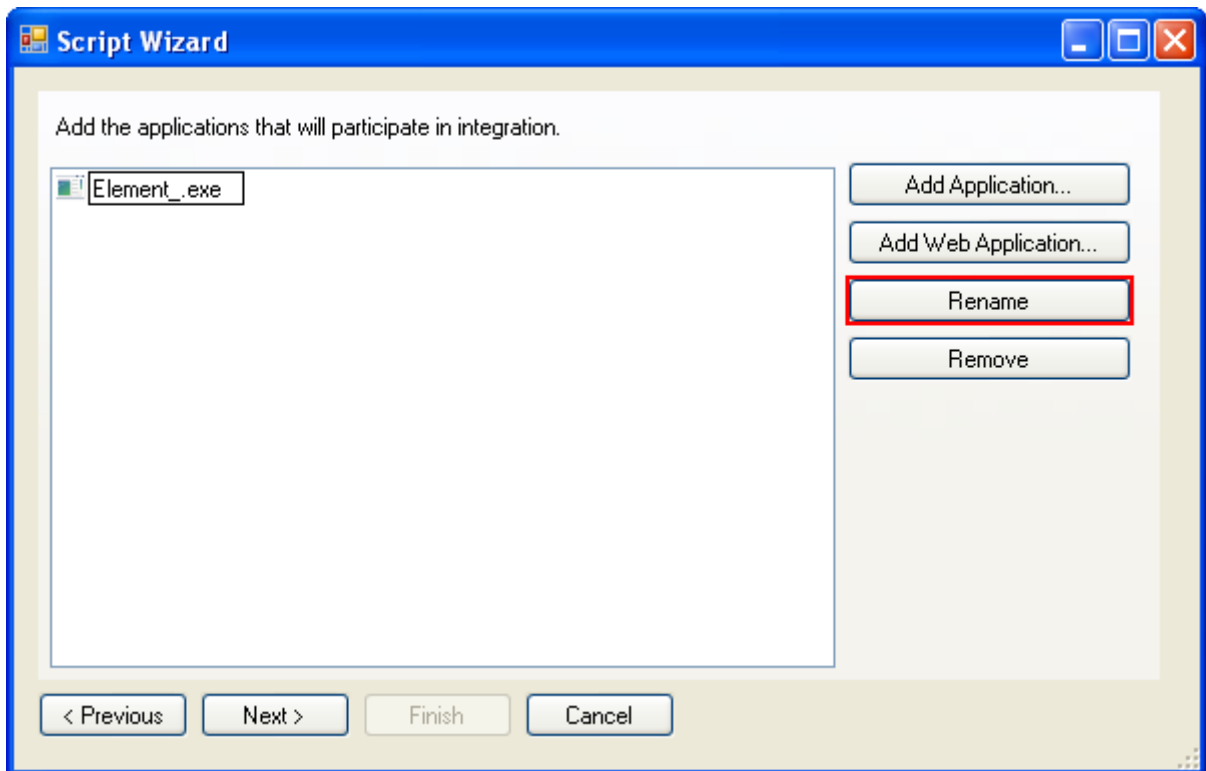 Script Wizard
Add the applications that will participate in integration.
Element_.exe
Add Application...
Add Web Application...
Rename
Remove
< Previous
Next >
Finish
Cancel